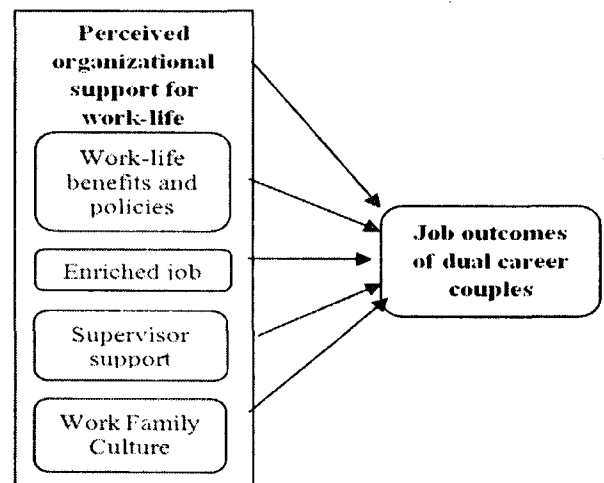 Perceived
organizational
support for
work-life
Work-life
benefits and
policies
Enriched job
Supervisor
support
Work Family
Culture
Job outcomes
of dual career
couples